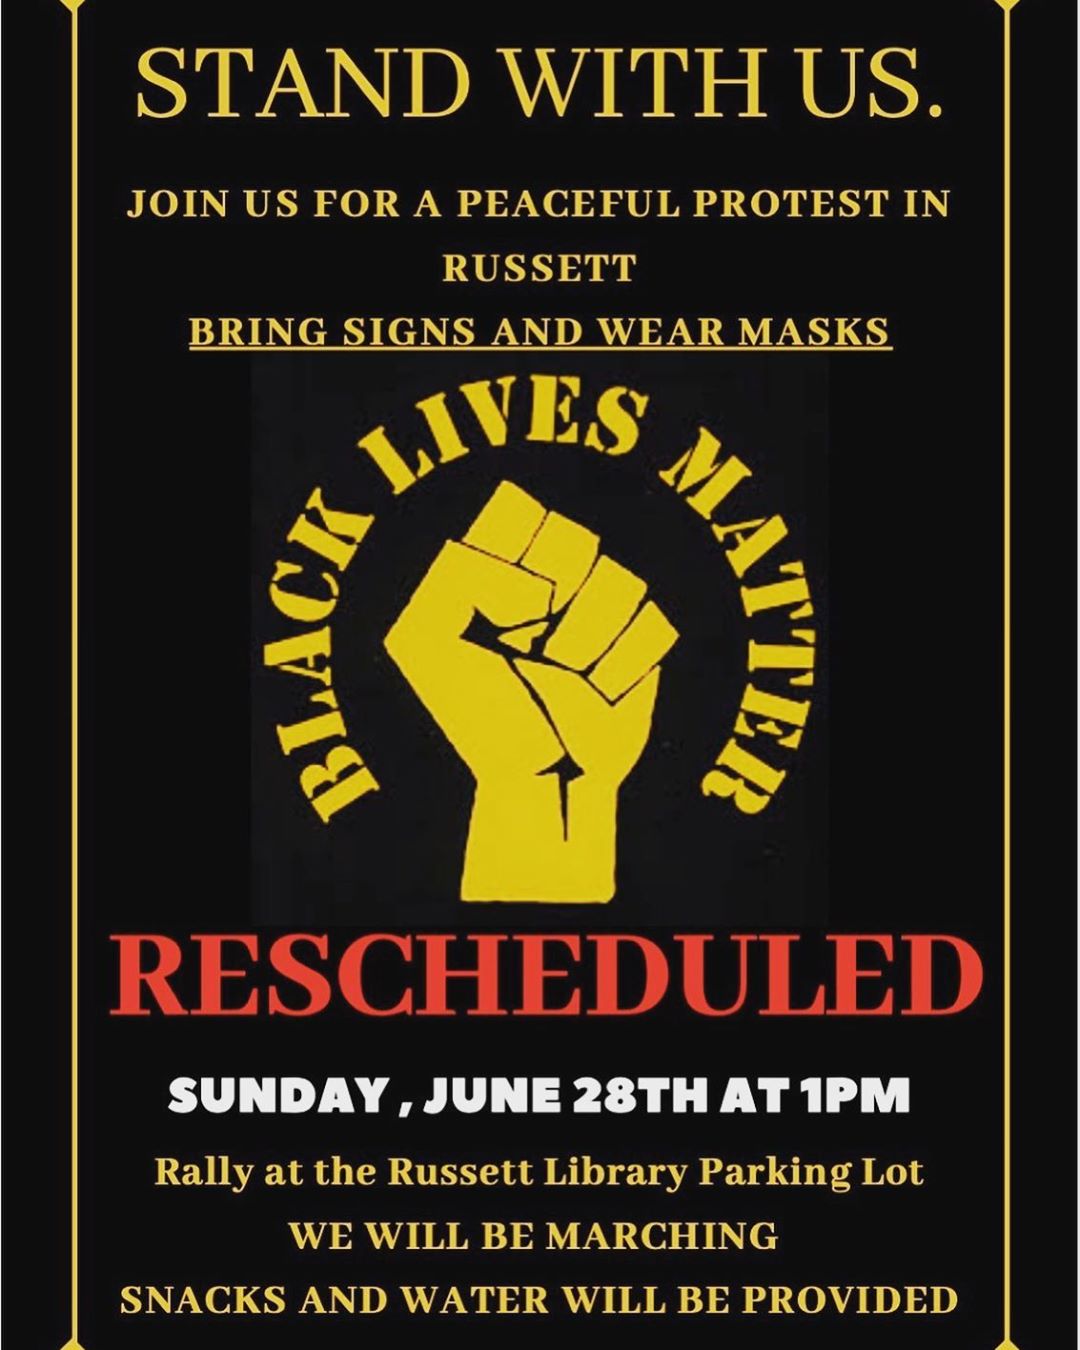 STAND WITH US.
JOIN US FOR A PEACEFUL PROTEST IN
RUSSETT
BRING SIGNS AND WEAR MASKS
BLACK LIVES MATTER
RESCHEDULED
SUNDAY , JUNE 28TH AT 1PM
Rally at the Russett Library Parking Lot
WE WILL BE MARCHING
SNACKS AND WATER WILL BE PROVIDED